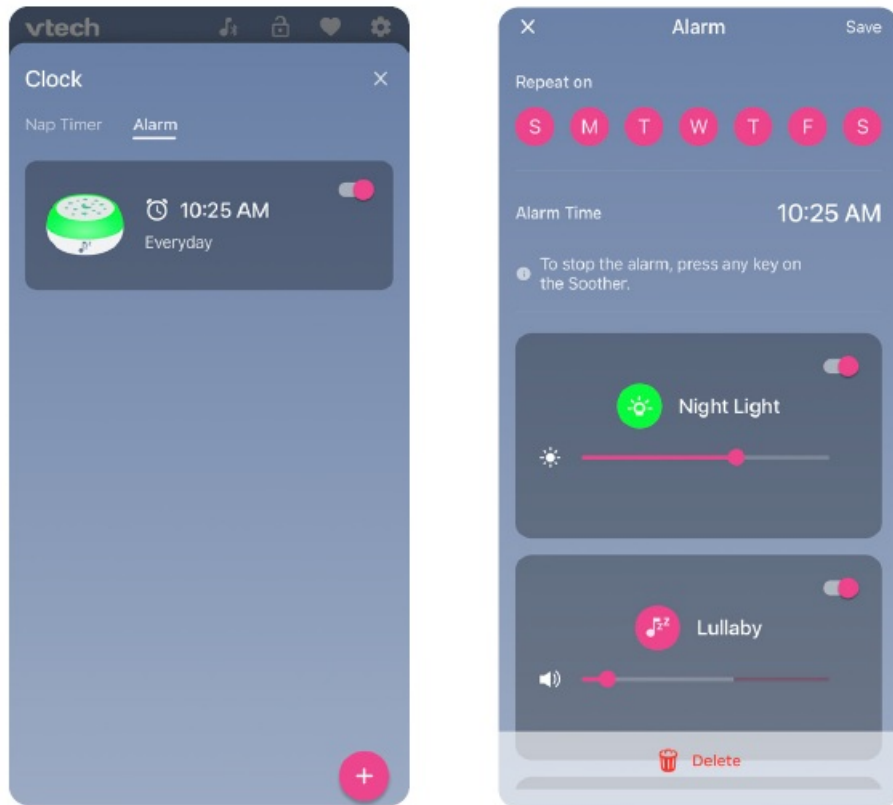 vtech
Clock
Nap Timer Alarm
10:25 AM
Everyday
Alarm
Save
Repeat on
S M T W T F S
Alarm Time
10:25 AM
To stop the alarm, press any key on
the Soother.
Night Light
Lullaby
Delete